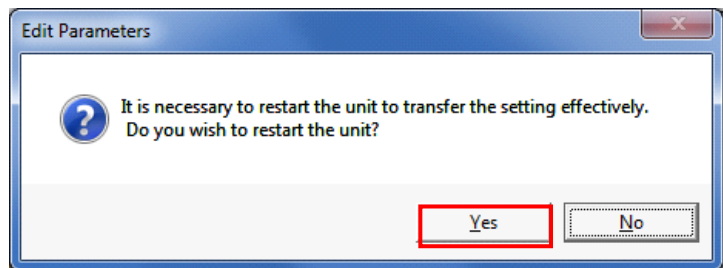 Edit Parameters
It is necessary to restart the unit to transfer the setting effectively.
Do you wish to restart the unit?
Yes
No